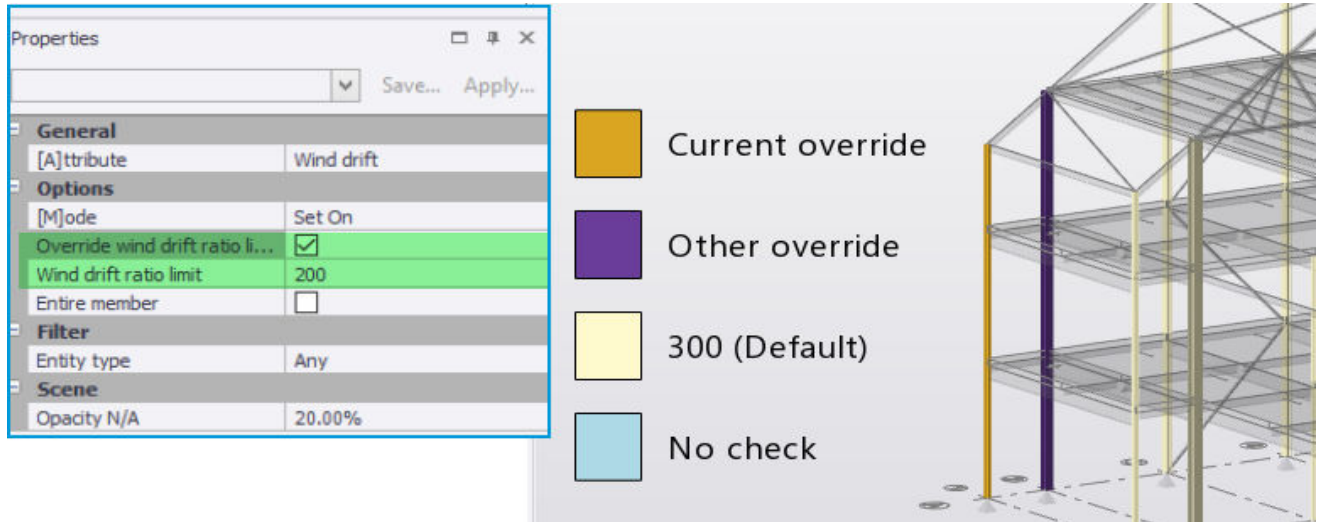 Properties
Save... Apply...
General
[A]ttribute Wind drift
Options
[M]ode Set On
Override wind drift ratio li...
Wind drift ratio limit 200
Entire member
Filter
Entity type Any
Scene
Opacity N/A 20.00%
Current override
Other override
300 (Default)
No check